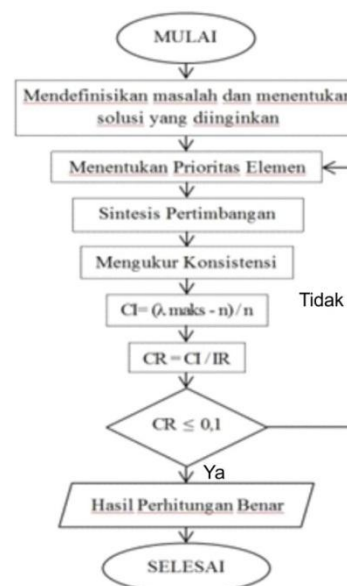 MULAI
Mendefinisikan masalah dan menentukan
solusi yang diinginkan
Menentukan Prioritas Elemen
Sintesis Pertimbangan
Mengukur Konsistensi
CI=(λ maks - n)/n
Tidak
CR = CI / IR
CR ≤ 0,1
Ya
Hasil Perhitungan Benar
SELESAI